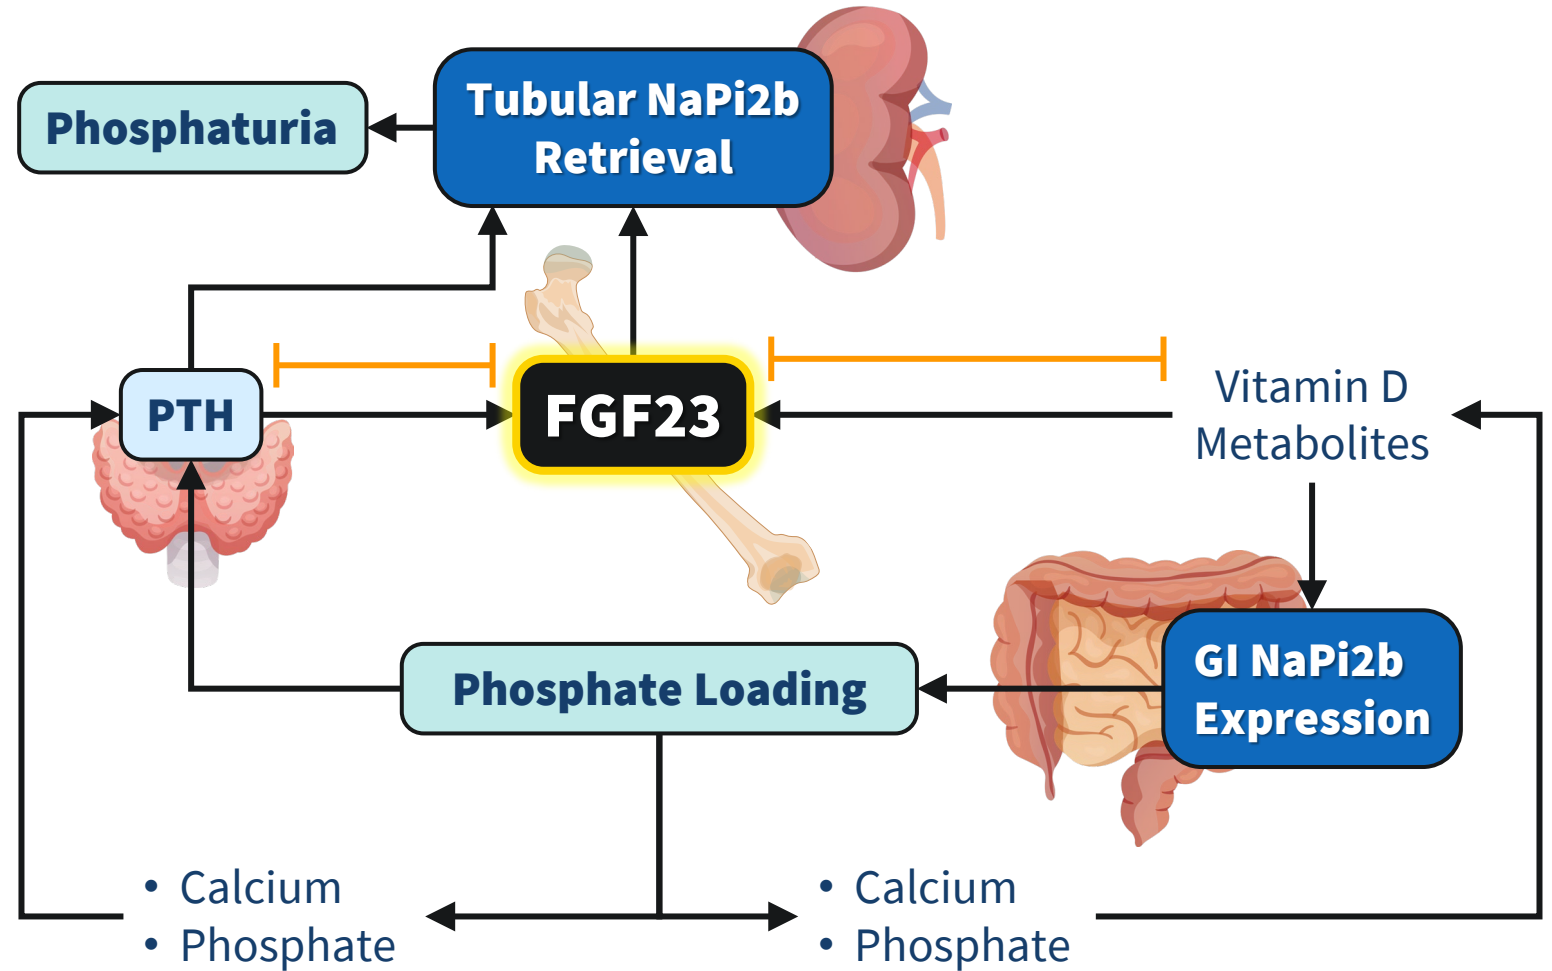 Phosphaturia
Tubular NaPi2b
Retrieval
PTH
FGF23
Vitamin D
Metabolites
Phosphate Loading
GI NaPi2b
Expression
• Calcium
• Phosphate
• Calcium
• Phosphate